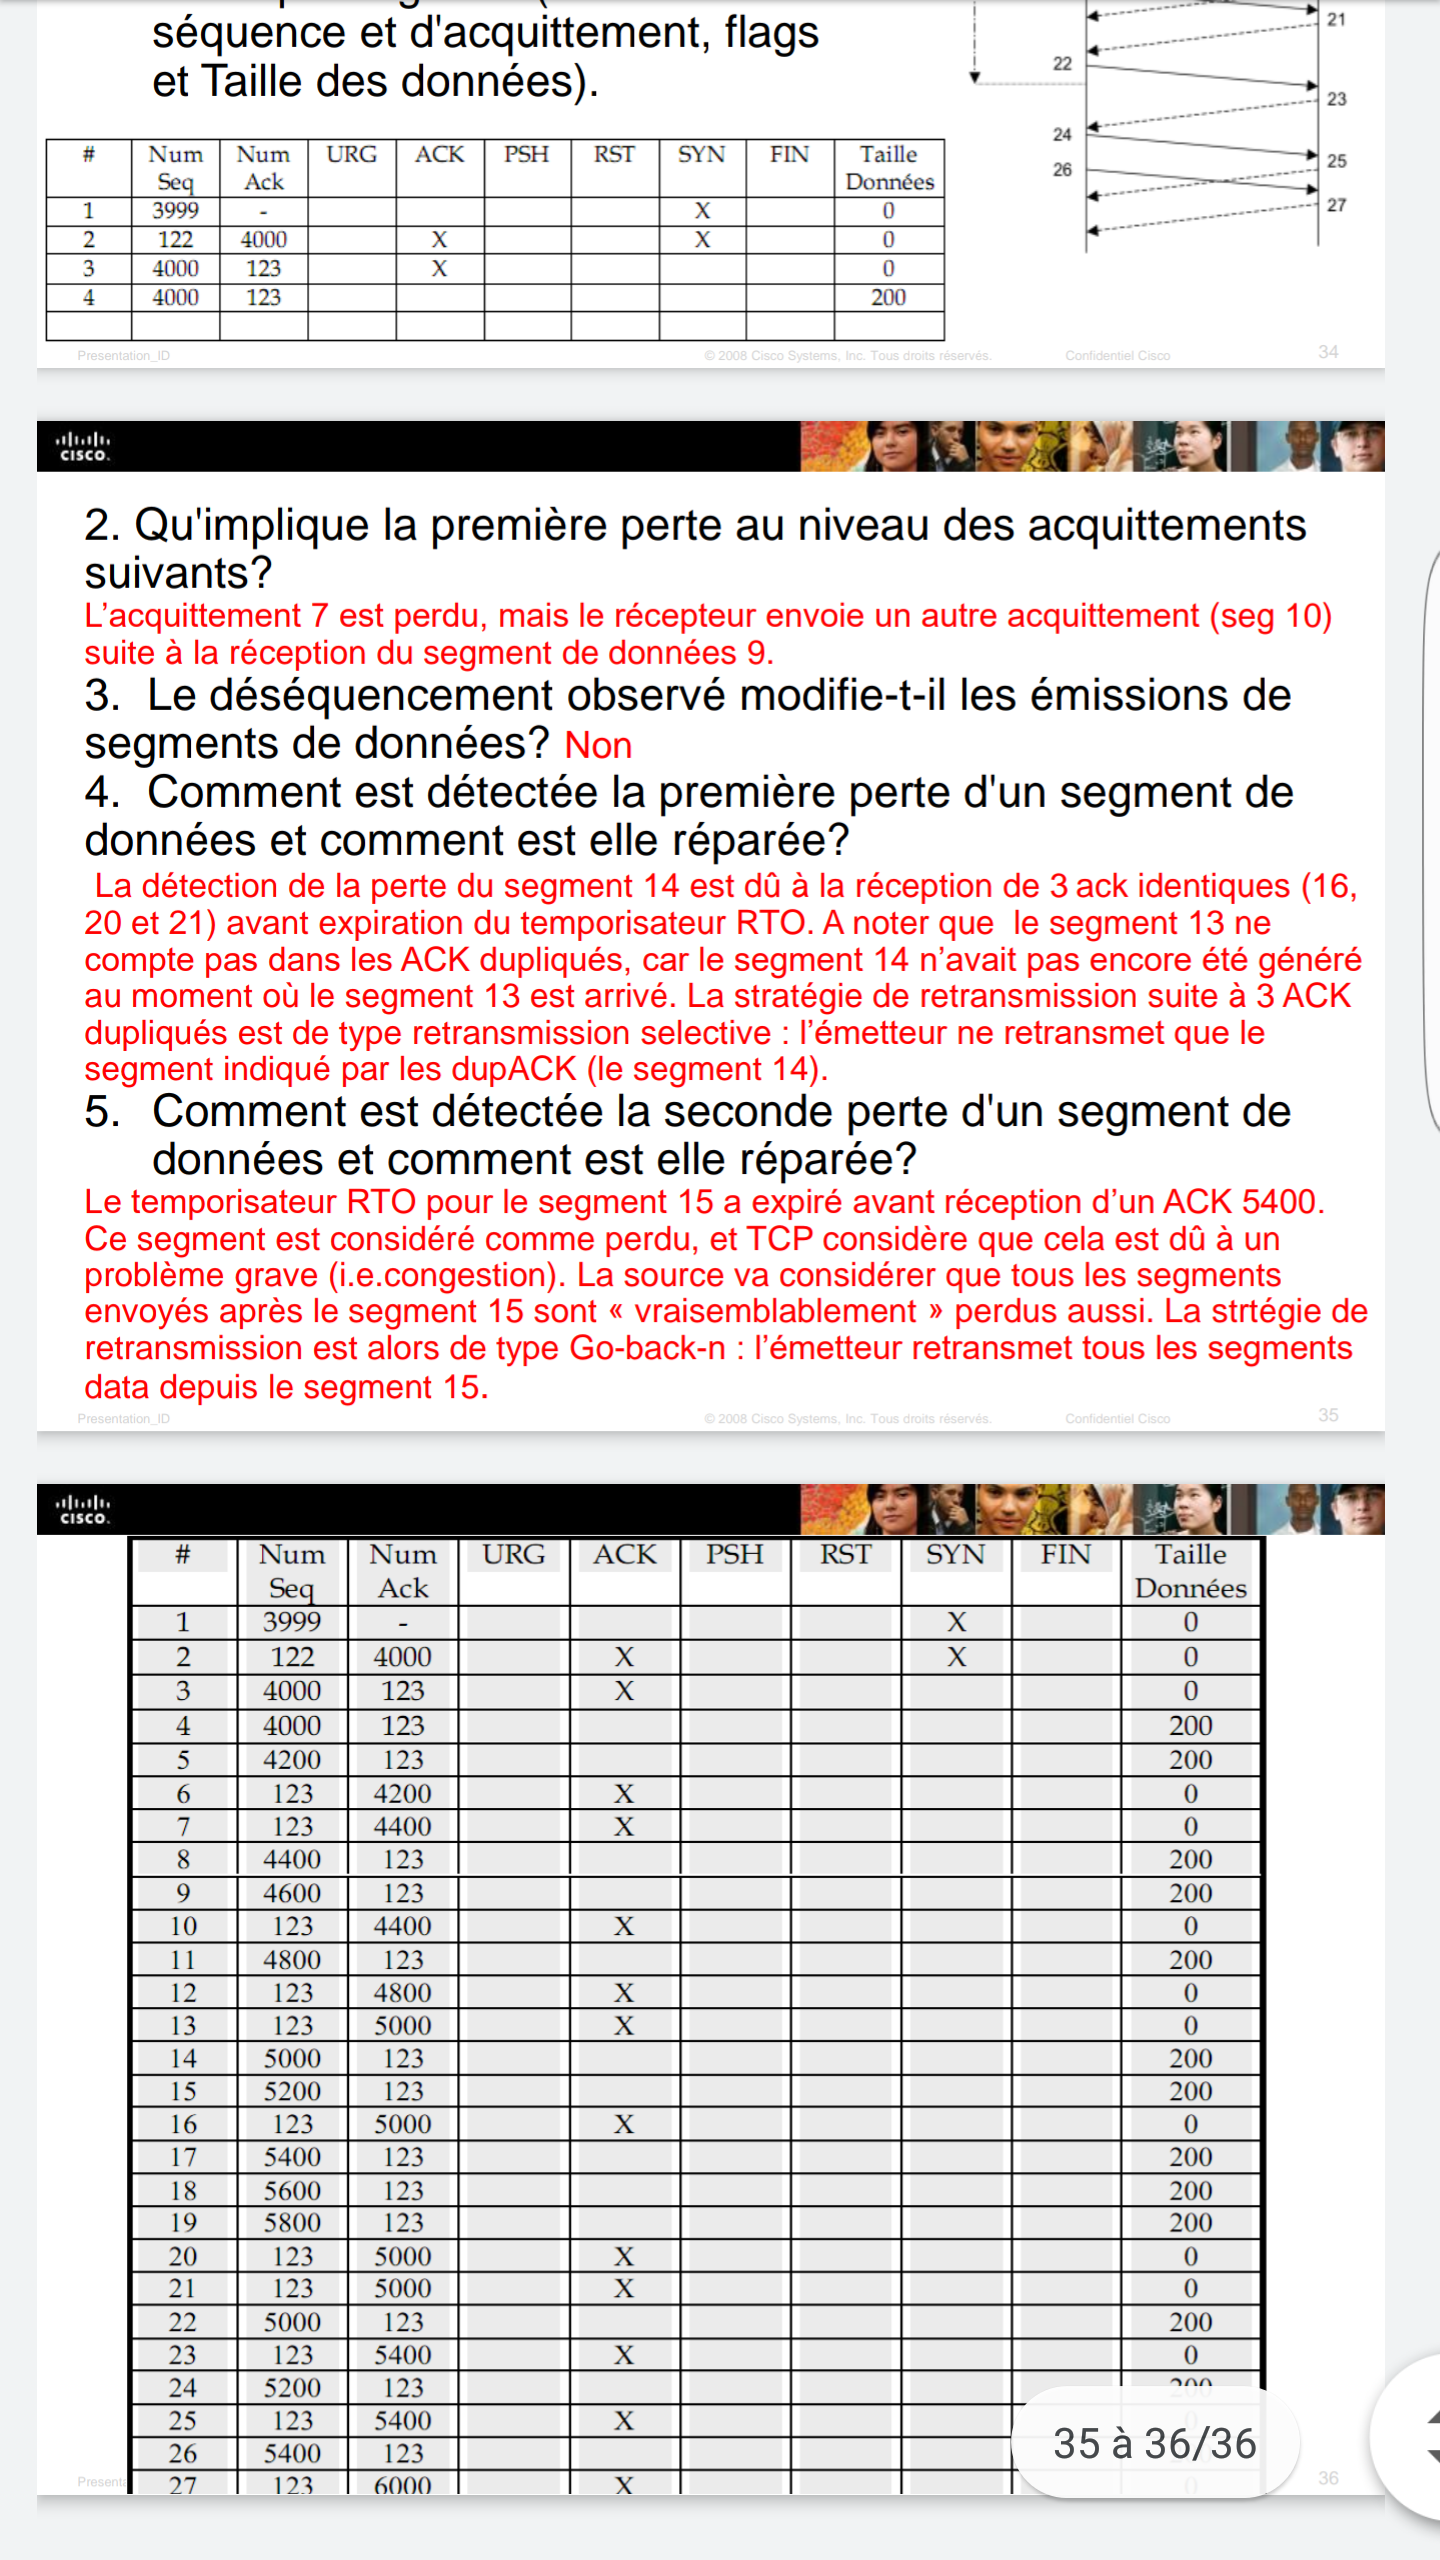 séquence et d'acquittement, flags
et Taille des données).
21
22
23
24
25
26
27
# Num Seq Num Ack URG ACK PSH RST SYN FIN Taille Données
1 3999 - X 0
2 122 4000 X X 0
3 4000 123 X 0
4 4000 123 200
Presentation_ID © 2008 Cisco Systems, Inc. Tous droits réservés. Confidentiel Cisco 34
CISCO.
2. Qu'implique la première perte au niveau des acquittements
suivants?
L’acquittement 7 est perdu, mais le récepteur envoie un autre acquittement (seg 10)
suite à la réception du segment de données 9.
3. Le déséquencement observé modifie-t-il les émissions de
segments de données? Non
4. Comment est détectée la première perte d'un segment de
données et comment est elle réparée?
La détection de la perte du segment 14 est dû à la réception de 3 ack identiques (16,
20 et 21) avant expiration du temporisateur RTO. A noter que le segment 13 ne
compte pas dans les ACK dupliqués, car le segment 14 n’avait pas encore été généré
au moment où le segment 13 est arrivé. La stratégie de retransmission suite à 3 ACK
dupliqués est de type retransmission selective : l’émetteur ne retransmet que le
segment indiqué par les dupACK (le segment 14).
5. Comment est détectée la seconde perte d'un segment de
données et comment est elle réparée?
Le temporisateur RTO pour le segment 15 a expiré avant réception d’un ACK 5400.
Ce segment est considéré comme perdu, et TCP considère que cela est dû à un
problème grave (i.e.congestion). La source va considérer que tous les segments
envoyés après le segment 15 sont « vraisemblablement » perdus aussi. La strtégie de
retransmission est alors de type Go-back-n : l’émetteur retransmet tous les segments
data depuis le segment 15.
Presentation_ID © 2008 Cisco Systems, Inc. Tous droits réservés. Confidentiel Cisco 35
CISCO.
# Num Seq Num Ack URG ACK PSH RST SYN FIN Taille Données
1 3999 - X 0
2 122 4000 X X 0
3 4000 123 X 0
4 4000 123 200
5 4200 123 200
6 123 4200 X 0
7 123 4400 X 0
8 4400 123 200
9 4600 123 200
10 123 4400 X 0
11 4800 123 200
12 123 4800 X 0
13 123 5000 X 0
14 5000 123 200
15 5200 123 200
16 123 5000 X 0
17 5400 123 200
18 5600 123 200
19 5800 123 200
20 123 5000 X 0
21 123 5000 X 0
22 5000 123 200
23 123 5400 X 0
24 5200 123 200
25 123 5400 X
26 5400 123
27 123 6000 X 0
35 à 36/36
36